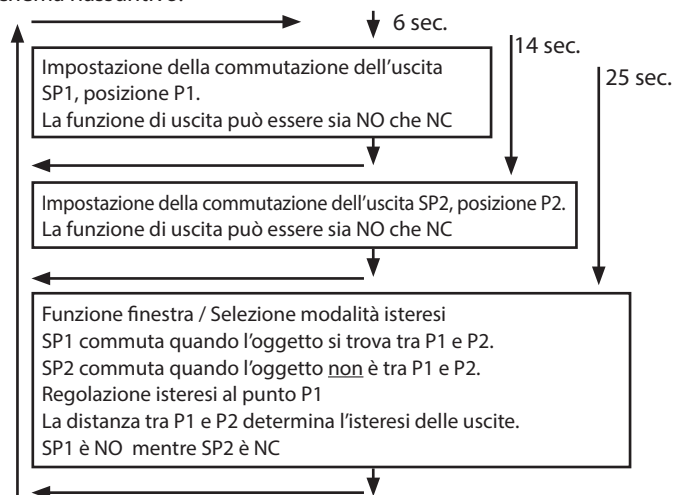 6 sec.
14 sec.
25 sec.
Impostazione della commutazione dell'uscita
SP1, posizione P1.
La funzione di uscita può essere sia NO che NC
Impostazione della commutazione dell'uscita SP2, posizione P2.
La funzione di uscita può essere sia NO che NC
Funzione finestra / Selezione modalità isteresi
SP1 commuta quando l'oggetto si trova tra P1 e P2.
SP2 commuta quando l'oggetto non è tra P1 e P2.
Regolazione isteresi al punto P1
La distanza tra P1 e P2 determina l'isteresi delle uscite.
SP1 è NO mentre SP2 è NC